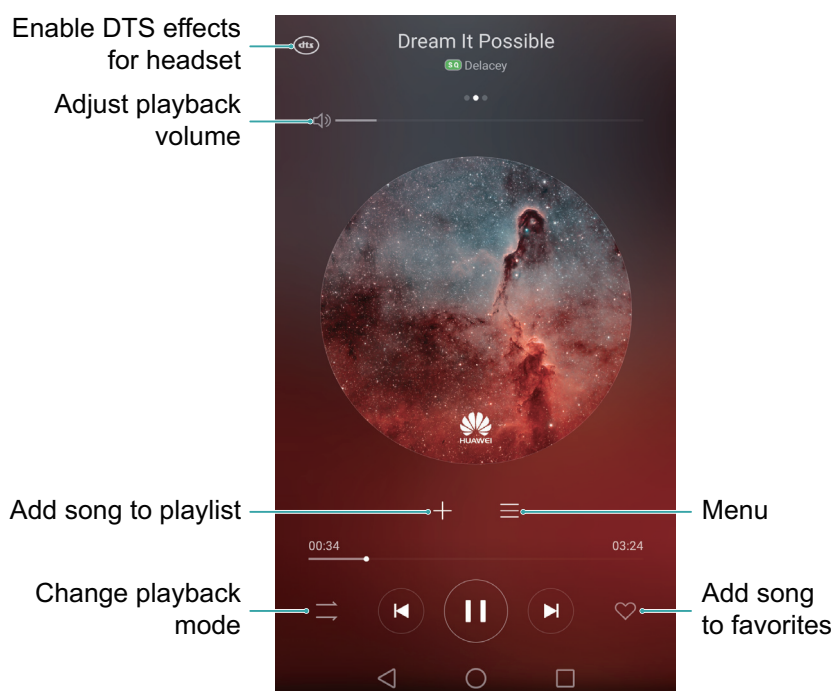 Enable DTS effects
for headset
dts
Dream It Possible
SQ Delacey
Adjust playback
volume
HUAWEI
Add song to playlist
Menu
00:34
03:24
Change playback
mode
Add song
to favorites